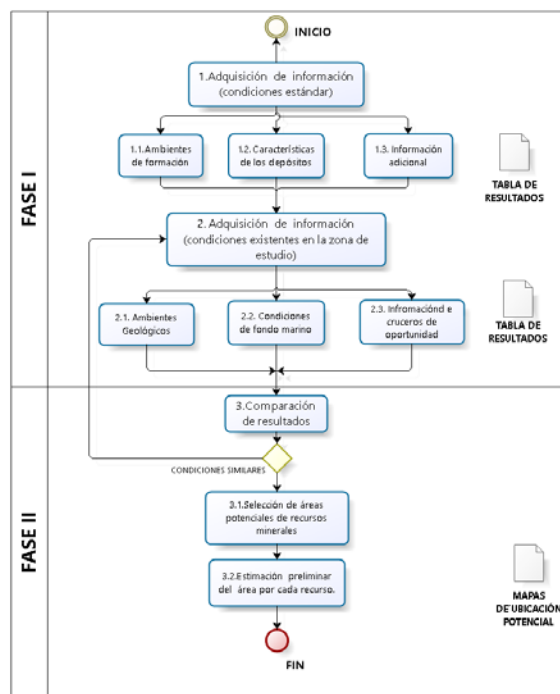 INICIO
FASE I
1.Adquisición de información
(condiciones estándar)
1.1.Ambientes
de formación
1.2. Características
de los depósitos
1.3. Información
adicional
TABLA DE
RESULTADOS
2. Adquisición de información
(condiciones existentes en la zona de
estudio)
2.1. Ambientes
Geológicos
2.2. Condiciones
de fondo marino
2.3. Infromaciónd e
cruceros de
oportunidad
TABLA DE
RESULTADOS
FASE II
3.Comparación
de resultados
CONDICIONES SIMILARES
3.1.Selección de áreas
potenciales de recursos
minerales
3.2.Estimación preliminar
del área por cada recurso.
MAPAS
DE UBICACIÓN
POTENCIAL
FIN